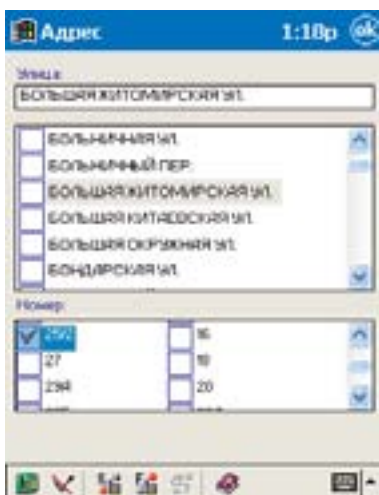 Адрес 1:18p ok
Улица:
БОЛЬШАЯ ЖИТОМИРСКАЯ УЛ.
БОЛЬНИЧНАЯ УЛ.
БОЛЬНИЧНЫЙ ПЕР.
БОЛЬШАЯ ЖИТОМИРСКАЯ УЛ.
БОЛЬШАЯ КИТАЕВСКАЯ УЛ.
БОЛЬШАЯ ОКРУЖНАЯ УЛ.
БОНДАРСКАЯ УЛ.
Номер:
16
27 18
29А 20